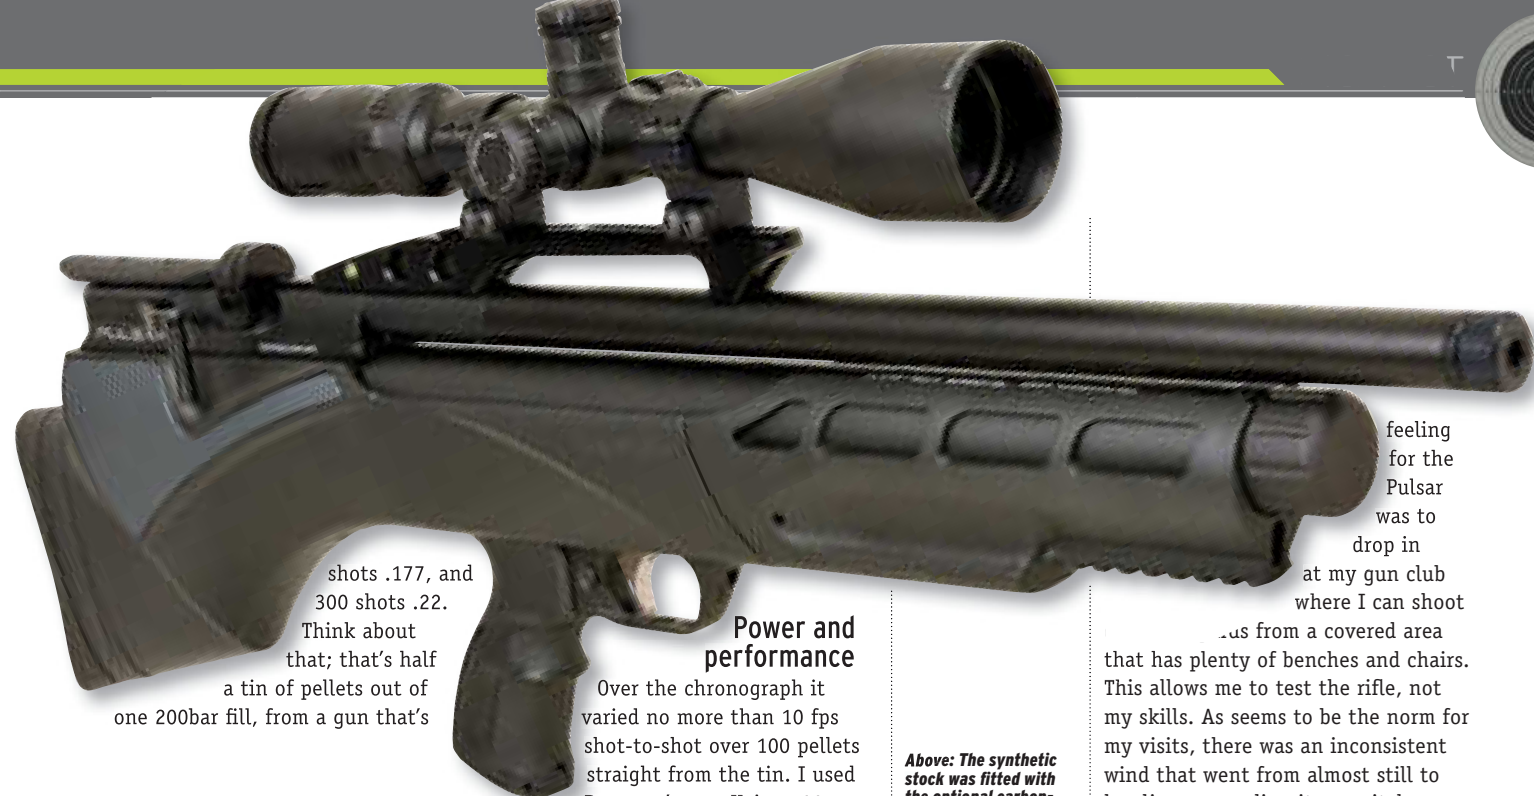 shots .177, and
300 shots .22.
Think about
that; that's half
a tin of pellets out of
one 200bar fill, from a gun that's
Power and
performance
Over the chronograph it
varied no more than 10 fps
shot-to-shot over 100 pellets
straight from the tin. I used
Above: The synthetic
stock was fitted with
the optional carbon-
feeling
for the
Pulsar
was to
drop in
at my gun club
where I can shoot
from a covered area
that has plenty of benches and chairs.
This allows me to test the rifle, not
my skills. As seems to be the norm for
my visits, there was an inconsistent
wind that went from almost still to